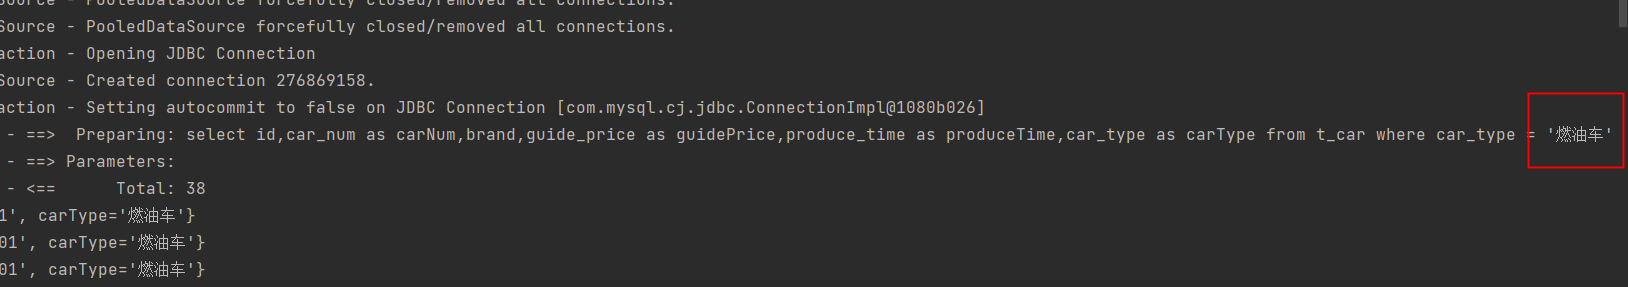 Source - PooledDataSource forcefully closed/removed all connections.
Source - PooledDataSource forcefully closed/removed all connections.
action - Opening JDBC Connection
Source - Created connection 276869158.
action - Setting autocommit to false on JDBC Connection [com.mysql.cj.jdbc.ConnectionImpl@1080b026]
- ==>  Preparing: select id,car_num as carNum,brand,guide_price as guidePrice,produce_time as produceTime,car_type as carType from t_car where car_type = '燃油车'
- ==> Parameters:
- <==      Total: 38
1', carType='燃油车'}
01', carType='燃油车'}
01', carType='燃油车'}